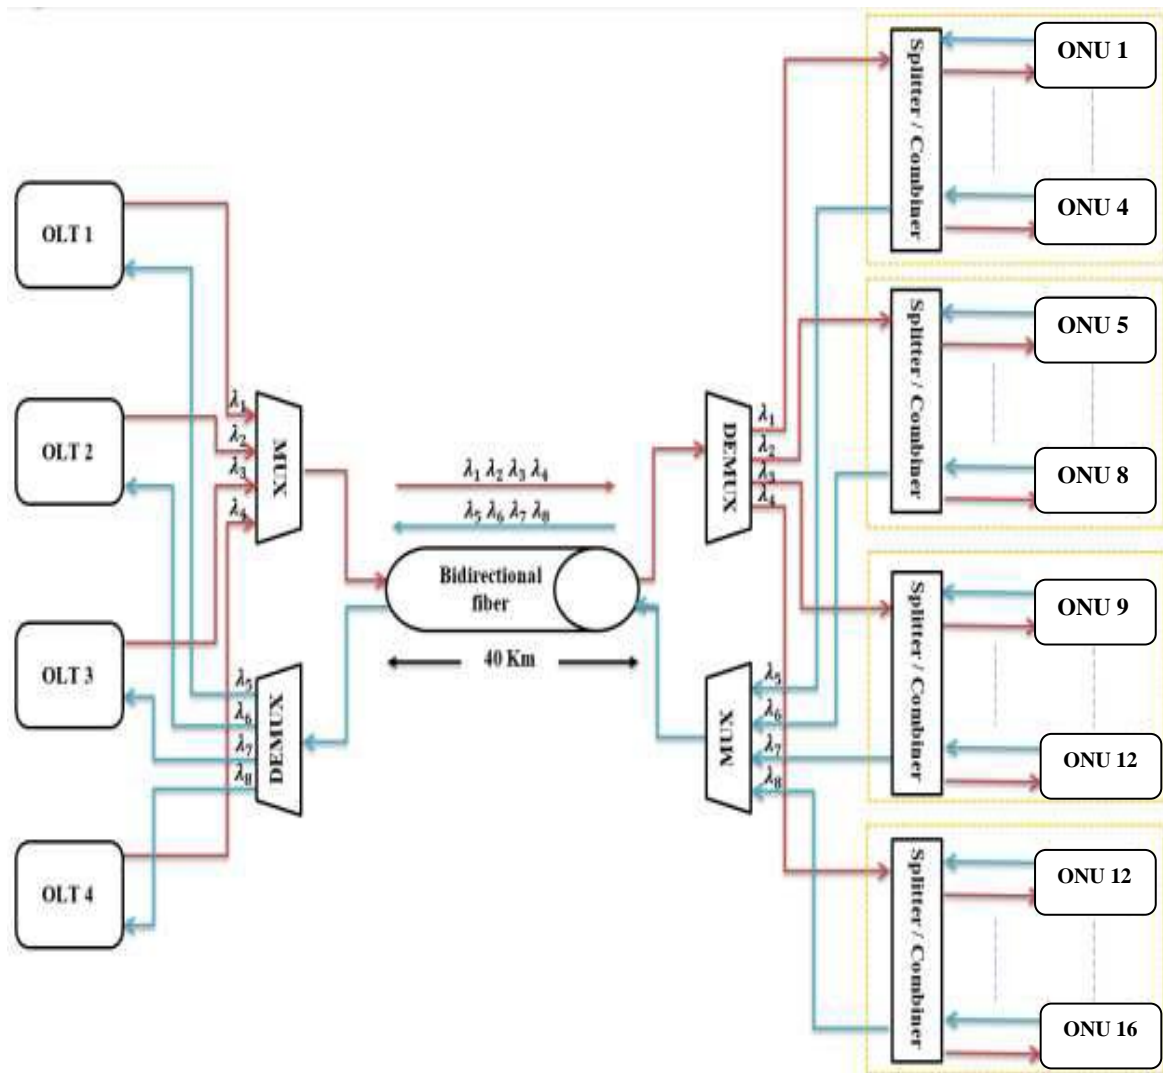 OLT 1
OLT 2
OLT 3
OLT 4
λ1
λ2
λ3
λ4
MUX
λ5
λ6
λ7
λ8
DEMUX
λ1 λ2 λ3 λ4
λ5 λ6 λ7 λ8
Bidirectional
fiber
40 Km
DEMUX
λ1
λ2
λ3
λ4
MUX
λ5
λ6
λ7
λ8
Splitter / Combiner
ONU 1
ONU 4
Splitter / Combiner
ONU 5
ONU 8
Splitter / Combiner
ONU 9
ONU 12
Splitter / Combiner
ONU 12
ONU 16